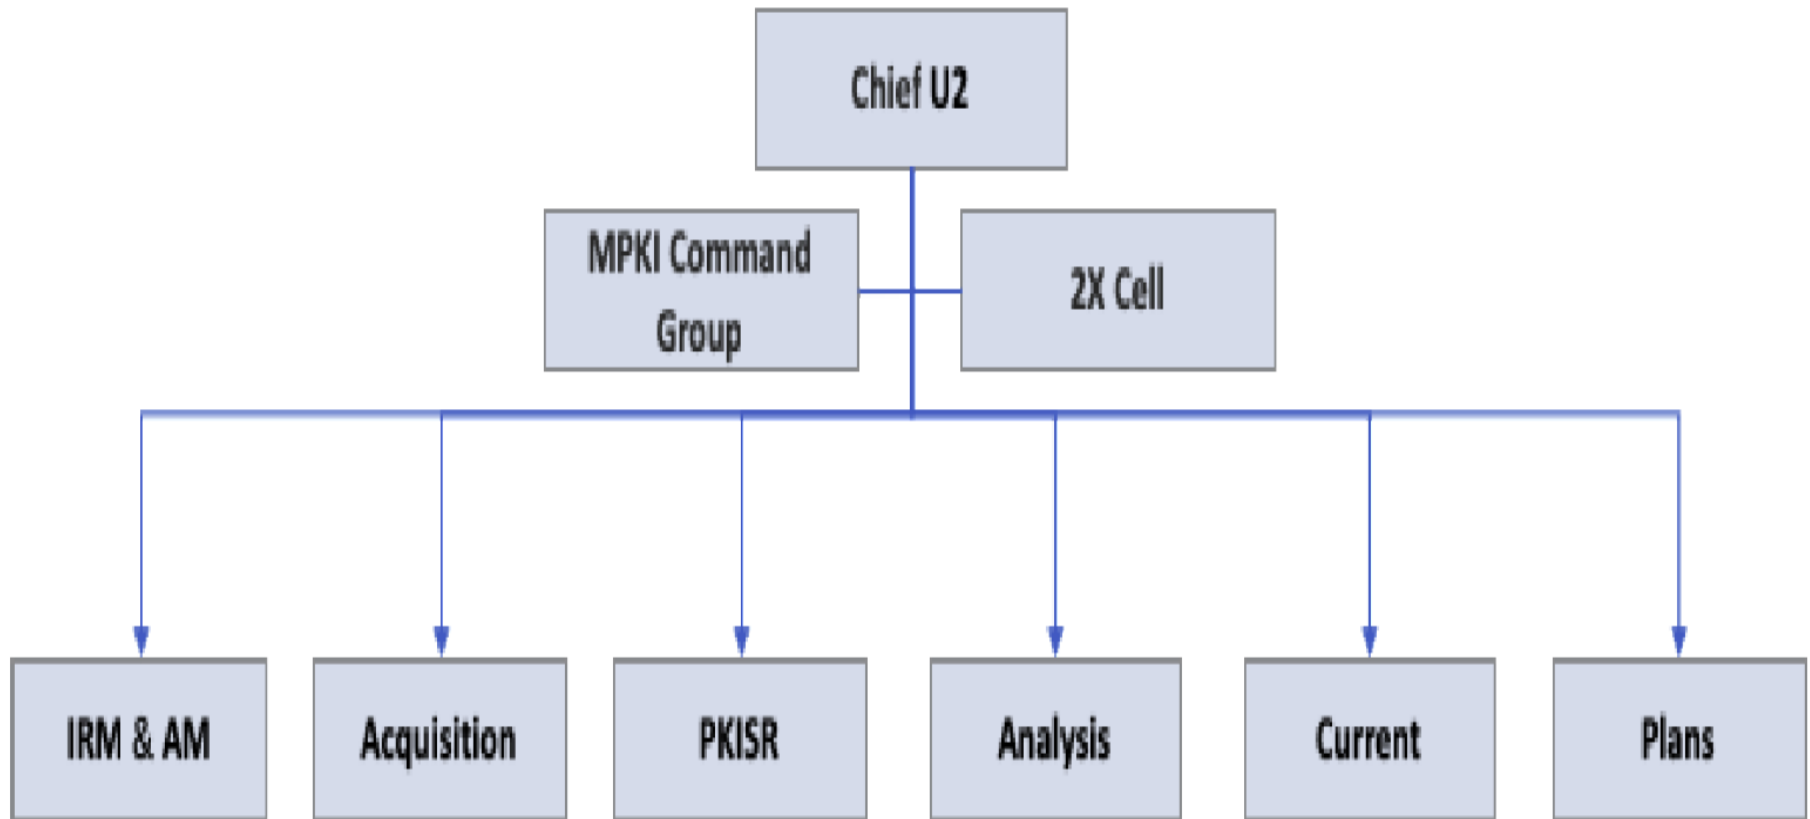 Chief U2
MPKI Command
Group
2X Cell
IRM & AM
Acquisition
PKISR
Analysis
Current
Plans